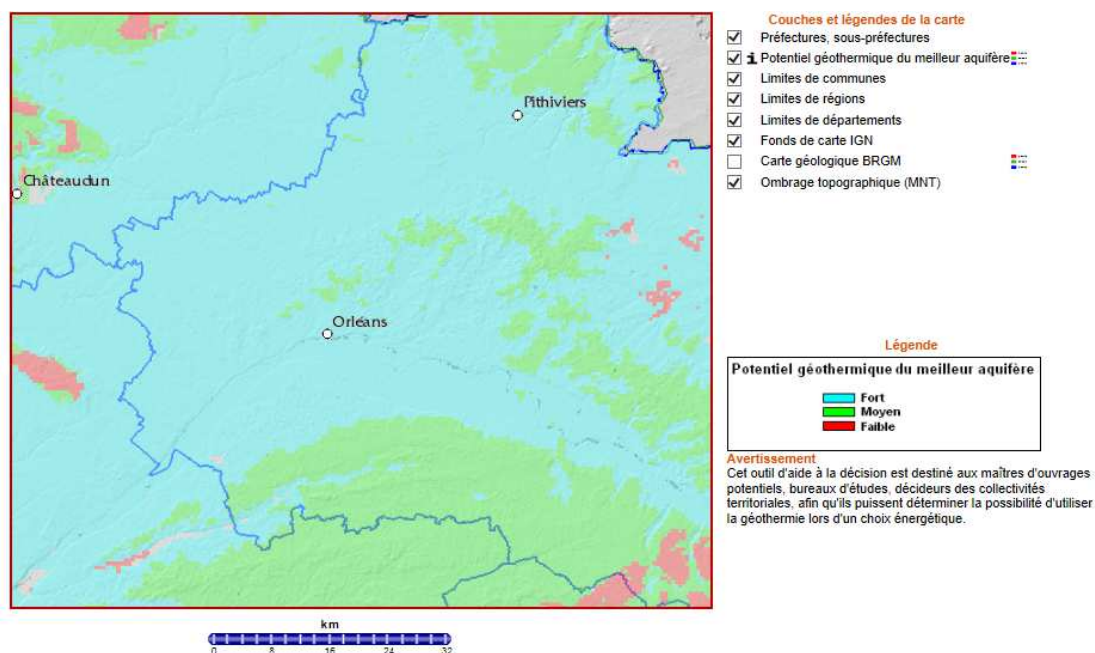 Pithiviers
Châteaudun
Orléans
km
0 8 16 24 32
Couches et légendes de la carte
Préfectures, sous-préfectures
i Potentiel géothermique du meilleur aquifère
Limites de communes
Limites de régions
Limites de départements
Fonds de carte IGN
Carte géologique BRGM
Ombrage topographique (MNT)
Légende
Potentiel géothermique du meilleur aquifère
Fort
Moyen
Faible
Avertissement
Cet outil d'aide à la décision est destiné aux maîtres d'ouvrages
potentiels, bureaux d'études, décideurs des collectivités
territoriales, afin qu'ils puissent déterminer la possibilité d'utiliser
la géothermie lors d'un choix énergétique.